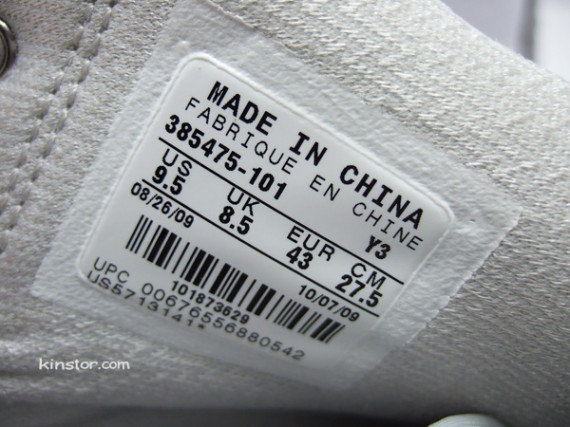 MADE IN CHINA
FABRIQUE EN CHINE
385475-101 Y3
US UK EUR CM
9.5 8.5 43 27.5
08/26/09 10/07/09
101873629
UPC 00676556880542
US5713141*
kinstor.com